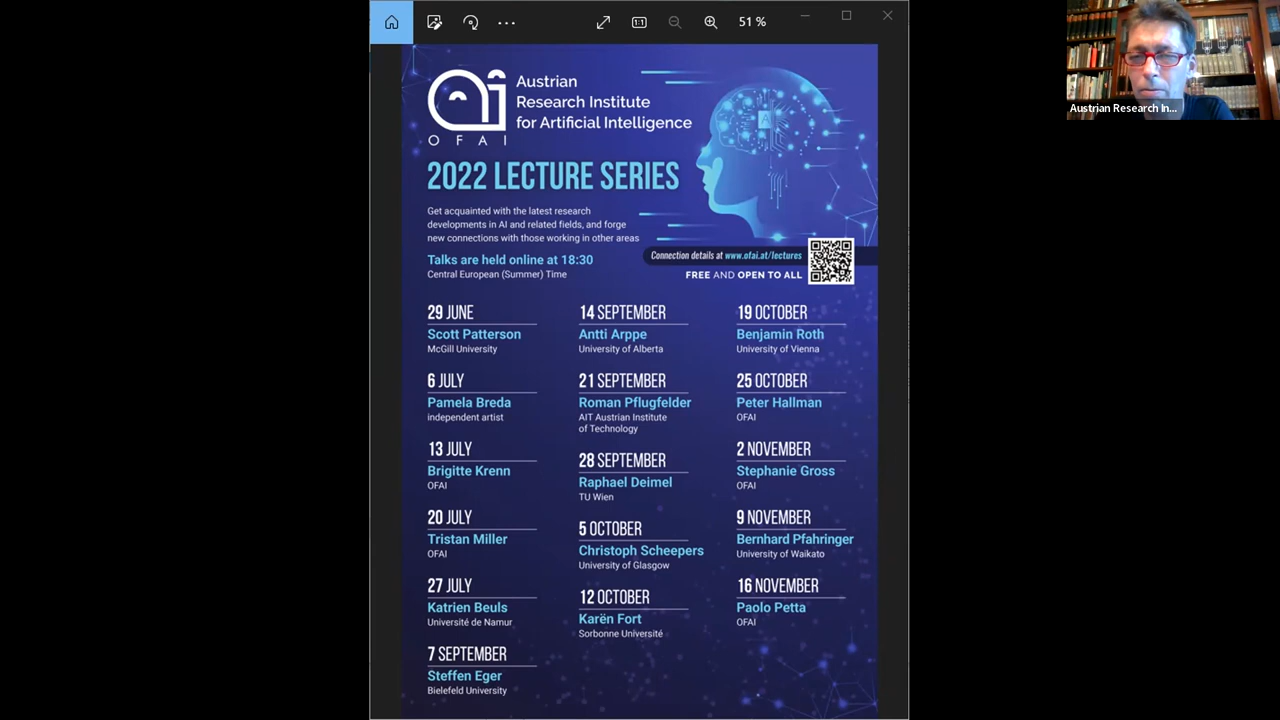 51 %
Austrian Research In...
Austrian
Research Institute
for Artificial Intelligence
OFAI
2022 LECTURE SERIES
Get acquainted with the latest research
developments in AI and related fields, and forge
new connections with those working in other areas
Talks are held online at 18:30
Central European (Summer) Time
Connection details at www.ofai.at/lectures
FREE AND OPEN TO ALL
29 JUNE
Scott Patterson
McGill University
6 JULY
Pamela Breda
independent artist
13 JULY
Brigitte Krenn
OFAI
20 JULY
Tristan Miller
OFAI
27 JULY
Katrien Beuls
Université de Namur
7 SEPTEMBER
Steffen Eger
Bielefeld University
14 SEPTEMBER
Antti Arppe
University of Alberta
21 SEPTEMBER
Roman Pflugfelder
AIT Austrian Institute
of Technology
28 SEPTEMBER
Raphael Deimel
TU Wien
5 OCTOBER
Christoph Scheepers
University of Glasgow
12 OCTOBER
Karën Fort
Sorbonne Université
19 OCTOBER
Benjamin Roth
University of Vienna
25 OCTOBER
Peter Hallman
OFAI
2 NOVEMBER
Stephanie Gross
OFAI
9 NOVEMBER
Bernhard Pfahringer
University of Waikato
16 NOVEMBER
Paolo Petta
OFAI